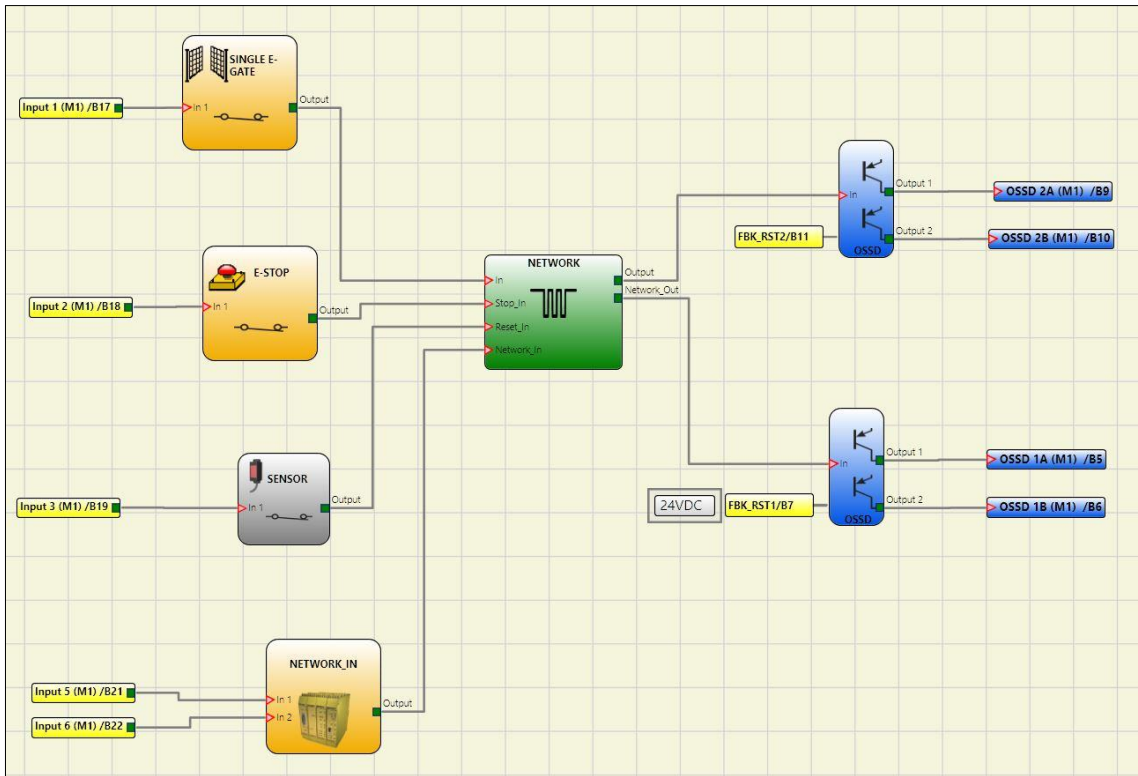 SINGLE E-
GATE
Input 1 (M1) /B17
In 1
Output
E-STOP
Input 2 (M1) /B18
In 1
Output
SENSOR
Input 3 (M1) /B19
In 1
Output
NETWORK_IN
Input 5 (M1) /B21
In 1
Input 6 (M1) /B22
In 2
Output
NETWORK
In
Stop_In
Reset_In
Network_In
Output
Network_Out
FBK_RST2/B11
In
Output 1
Output 2
OSSD
OSSD 2A (M1) /B9
OSSD 2B (M1) /B10
24VDC
FBK_RST1/B7
In
Output 1
Output 2
OSSD
OSSD 1A (M1) /B5
OSSD 1B (M1) /B6